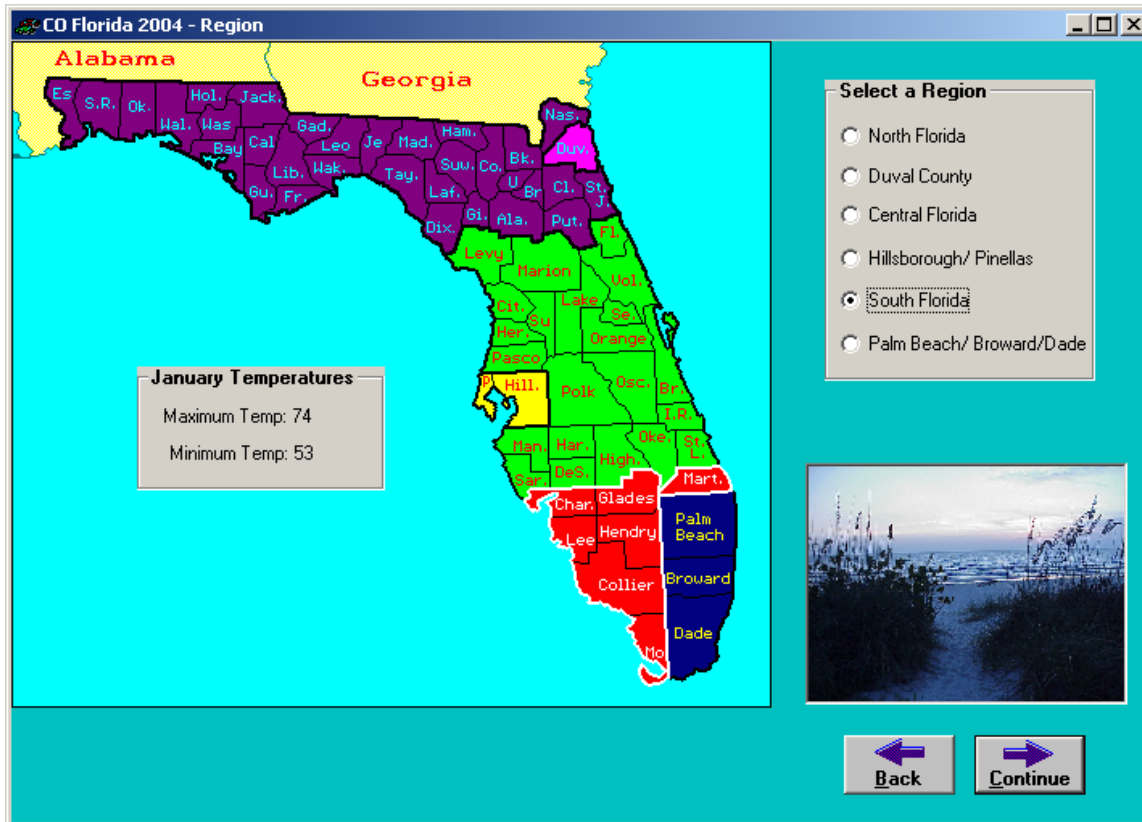 CO Florida 2004 - Region
Alabama
Georgia
Es
S.R.
Ok.
Hol.
Jack.
Wal.
Was
Bay
Cal
Gad.
Leo
Lib.
Wak.
Gu.
Fr.
Je
Mad.
Ham.
Tay.
Suw.
Co.
Laf.
Dix.
Gi.
Bk.
U
Br
Ala.
Nas.
Duv.
Cl.
St.
J.
Put.
Levy
Marion
Fl.
Vol.
Cit.
Su
Lake
Se.
Her.
Orange
Pasco
P
Hill.
Polk
Osc.
Br.
I.R.
Man.
Har.
High.
Oke.
St.
L.
Sar.
DeS.
Mart.
Char.
Glades
Lee
Hendry
Palm
Beach
Collier
Broward
Mo
Dade
January Temperatures
Maximum Temp: 74
Minimum Temp: 53
Select a Region
North Florida
Duval County
Central Florida
Hillsborough/ Pinellas
South Florida
Palm Beach/ Broward/Dade
Back
Continue